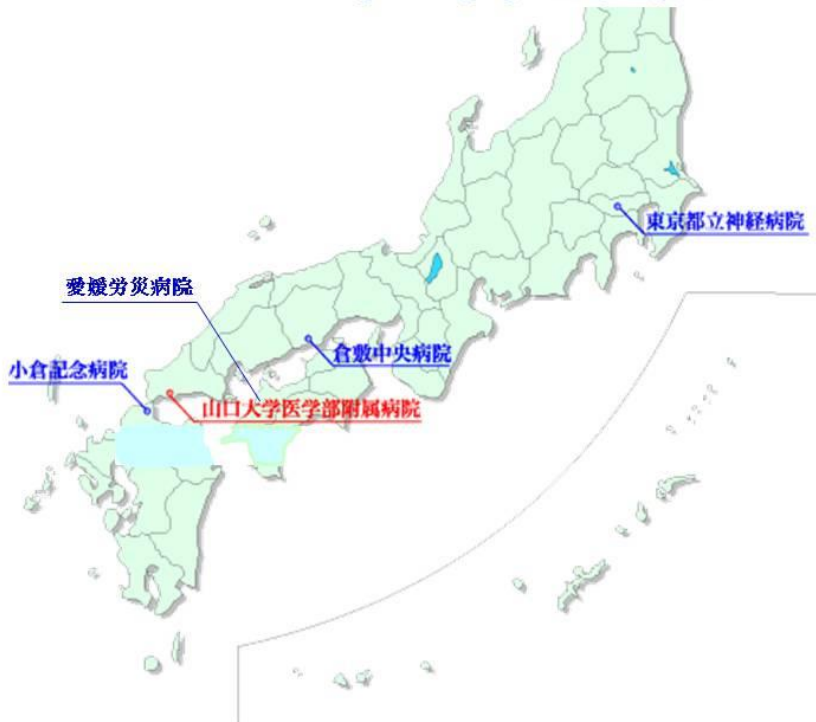 東京都立神経病院
愛媛労災病院
倉敷中央病院
小倉記念病院
山口大学医学部附属病院